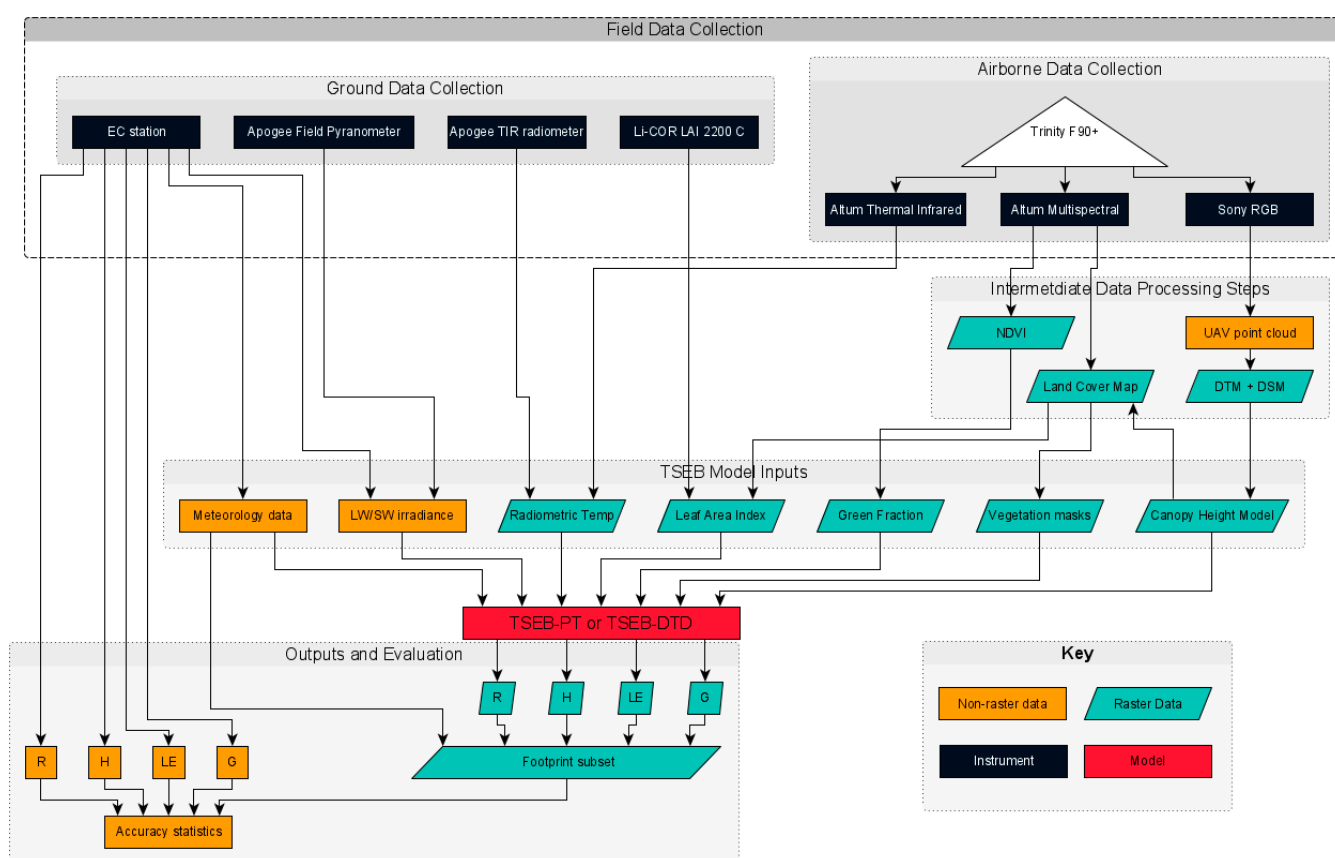 Field Data Collection
Airborne Data Collection
Ground Data Collection
EC station
Apogee Field Pyranometer
Apogee TIR radiometer
Li-COR LAI 2200 C
Trinity F90+
Altum Thermal Infrared
Altum Multispectral
Sony RGB
Intermetdiate Data Processing Steps
NDVI
UAV point cloud
Land Cover Map
DTM + DSM
TSEB Model Inputs
Meteorology data
LW/SW irradiance
Radiometric Temp
Leaf Area Index
Green Fraction
Vegetation masks
Canopy Height Model
TSEB-PT or TSEB-DTD
Outputs and Evaluation
R
H
LE
G
R
H
LE
G
Footprint subset
Accuracy statistics
Key
Non-raster data
Raster Data
Instrument
Model